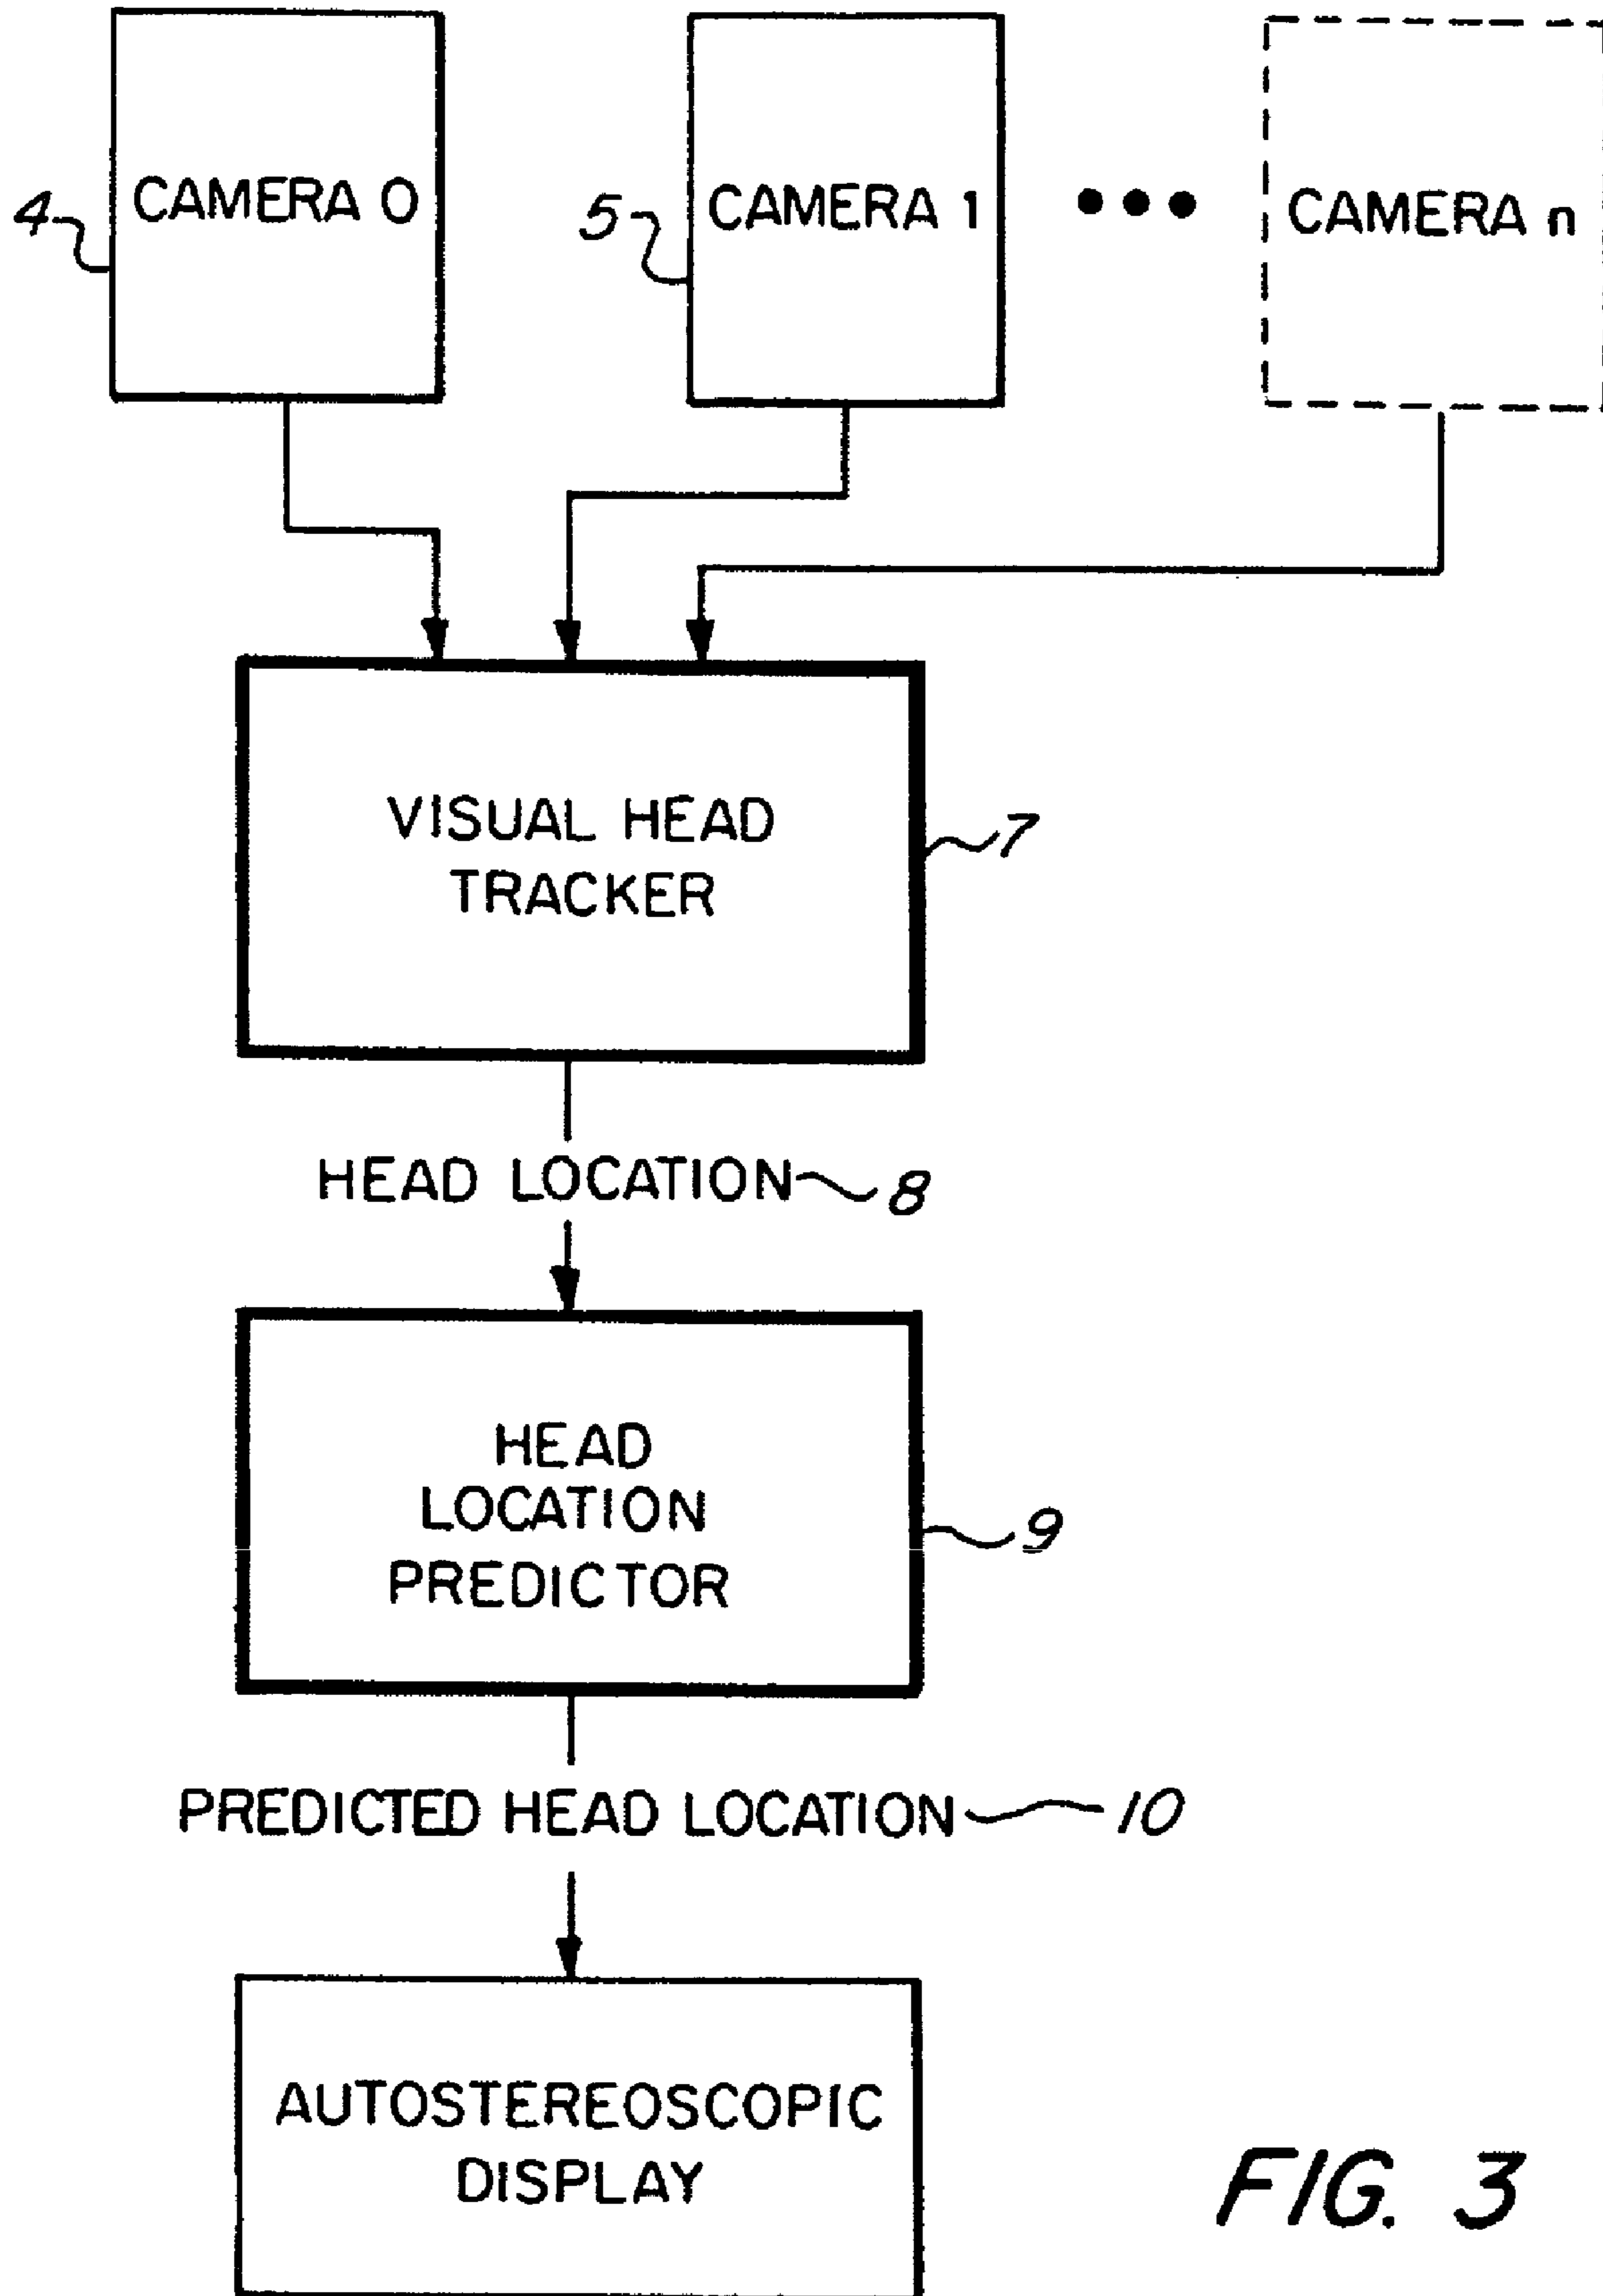 CAMERA 0
4
CAMERA 1
5
CAMERA n
VISUAL HEAD
TRACKER
7
HEAD LOCATION 8
HEAD
LOCATION
PREDICTOR
9
PREDICTED HEAD LOCATION 10
AUTOSTEREOSCOPIC
DISPLAY
FIG. 3